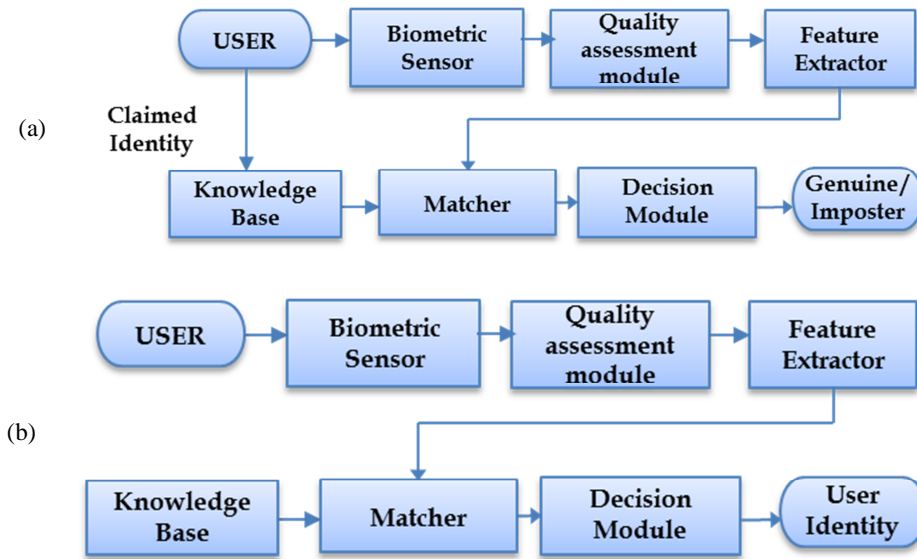 USER
Biometric
Sensor
Quality
assessment
module
Feature
Extractor
(a)
Claimed
Identity
Knowledge
Base
Matcher
Decision
Module
Genuine/
Imposter
USER
Biometric
Sensor
Quality
assessment
module
Feature
Extractor
(b)
Knowledge
Base
Matcher
Decision
Module
User
Identity